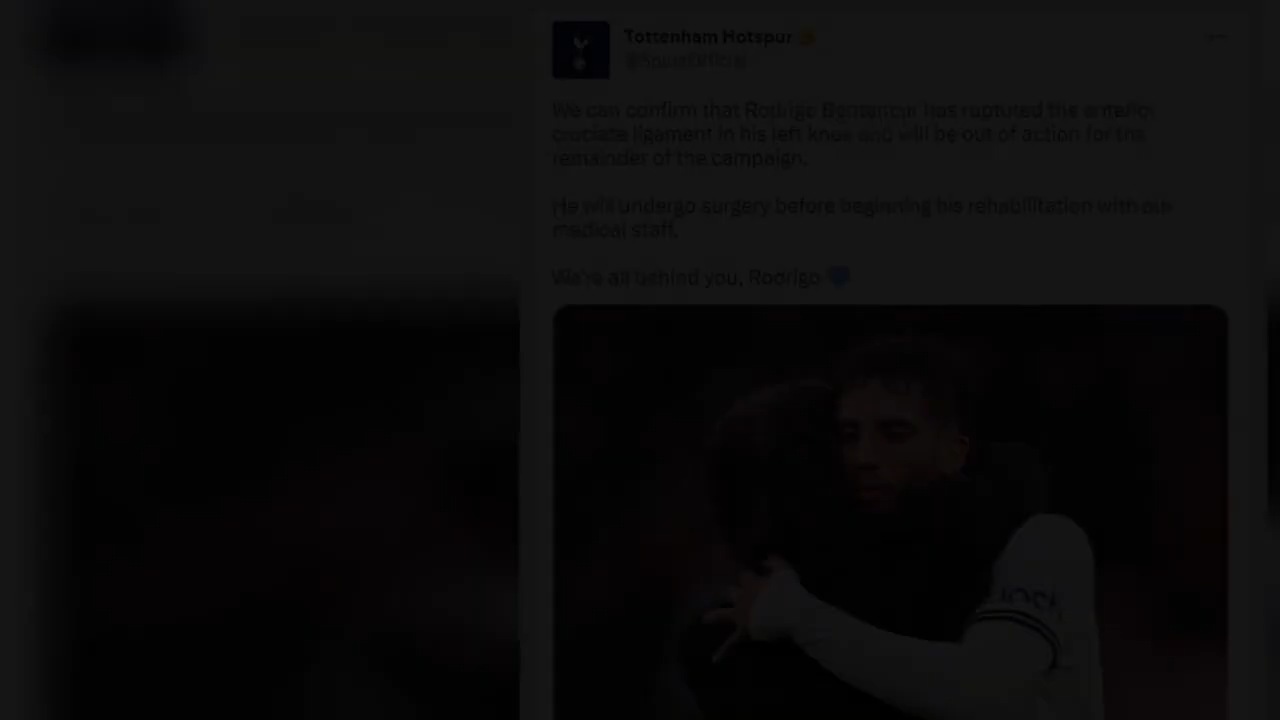 Tottenham Hotspur
@SpursOfficial
We can confirm that Rodrigo Bentancur has ruptured the anterior
cruciate ligament in his left knee and will be out of action for the
remainder of the campaign.
He will undergo surgery before beginning his rehabilitation with our
medical staff.
We're all behind you, Rodrigo